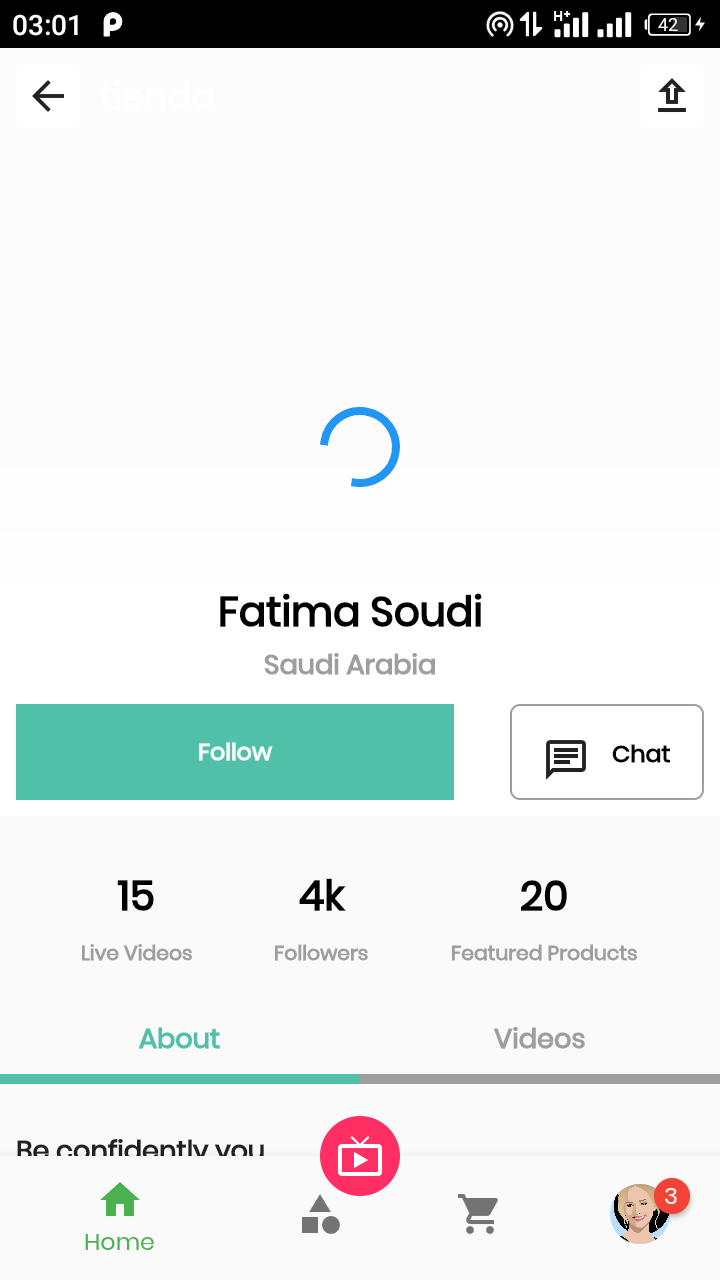 03:01
H+
42
tienda
Fatima Soudi
Saudi Arabia
Follow
Chat
15
4k
20
Live Videos
Followers
Featured Products
About
Videos
Be confidently you
Home
3